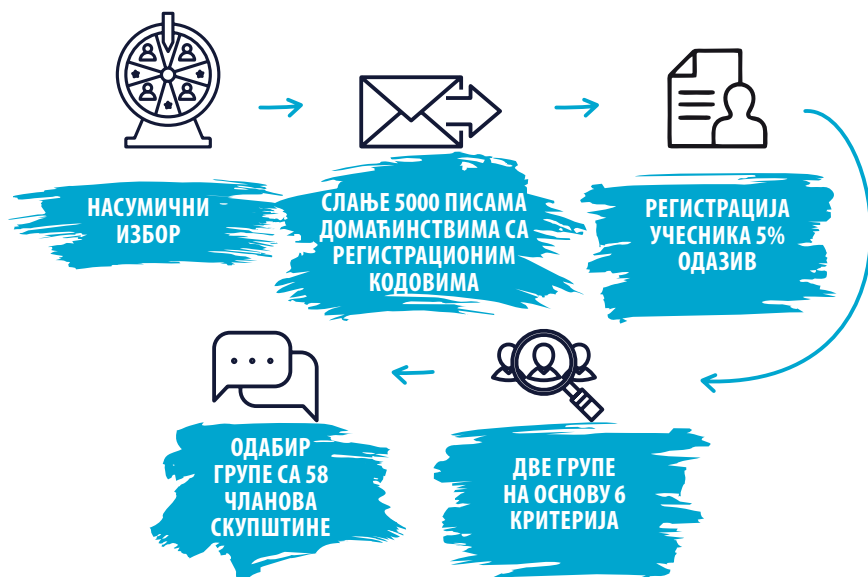 НАСУМИЧНИ
ИЗБОР
СЛАЊЕ 5000 ПИСАМА
ДОМАЋИНСТВИМА СА
РЕГИСТРАЦИОНИМ
КОДОВИМА
РЕГИСТРАЦИЈА
УЧЕСНИКА 5%
ОДАЗИВ
ДВЕ ГРУПЕ
НА ОСНОВУ 6
КРИТЕРИЈА
ОДАБИР
ГРУПЕ СА 58
ЧЛАНОВА
СКУПШТИНЕ